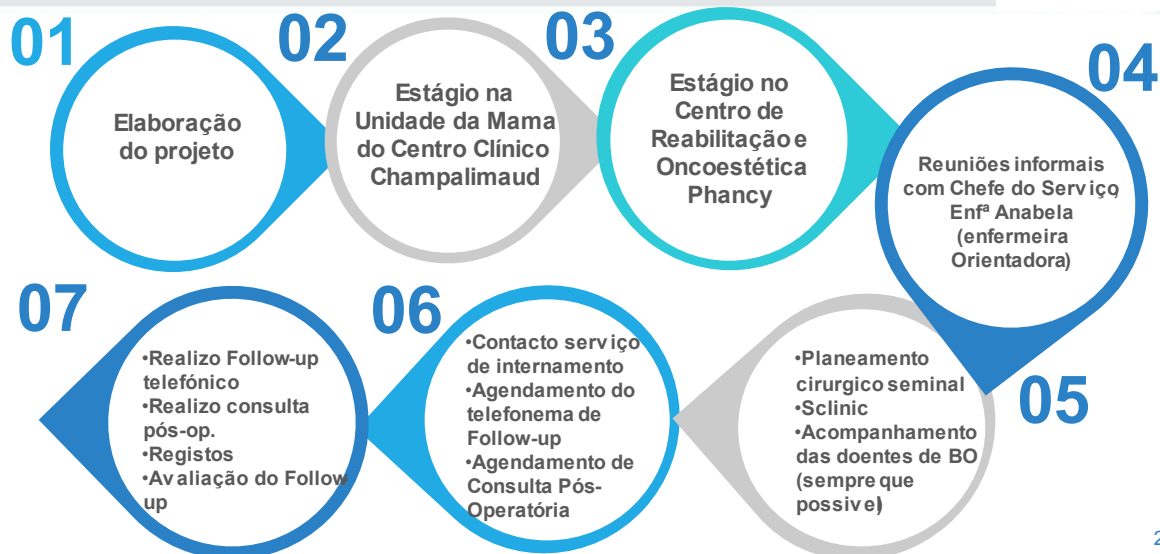 01
Elaboração
do projeto
02
Estágio na
Unidade da Mama
do Centro Clínico
Champalimaud
03
Estágio no
Centro de
Reabilitação e
Oncoestética
Phancy
04
Reuniões informais
com Chefe do Serviço,
Enfª Anabela
(enfermeira
Orientadora)
05
•Planeamento
cirurgico seminal
•Sclinic
•Acompanhamento
das doentes de BO
(sempre que
possivel)
06
•Contacto serviço
de internamento
•Agendamento do
telefonema de
Follow-up
•Agendamento de
Consulta Pós-
Operatória
07
•Realizo Follow-up
telefónico
•Realizo consulta
pós-op.
•Registos
•Avaliação do Follow
up
2